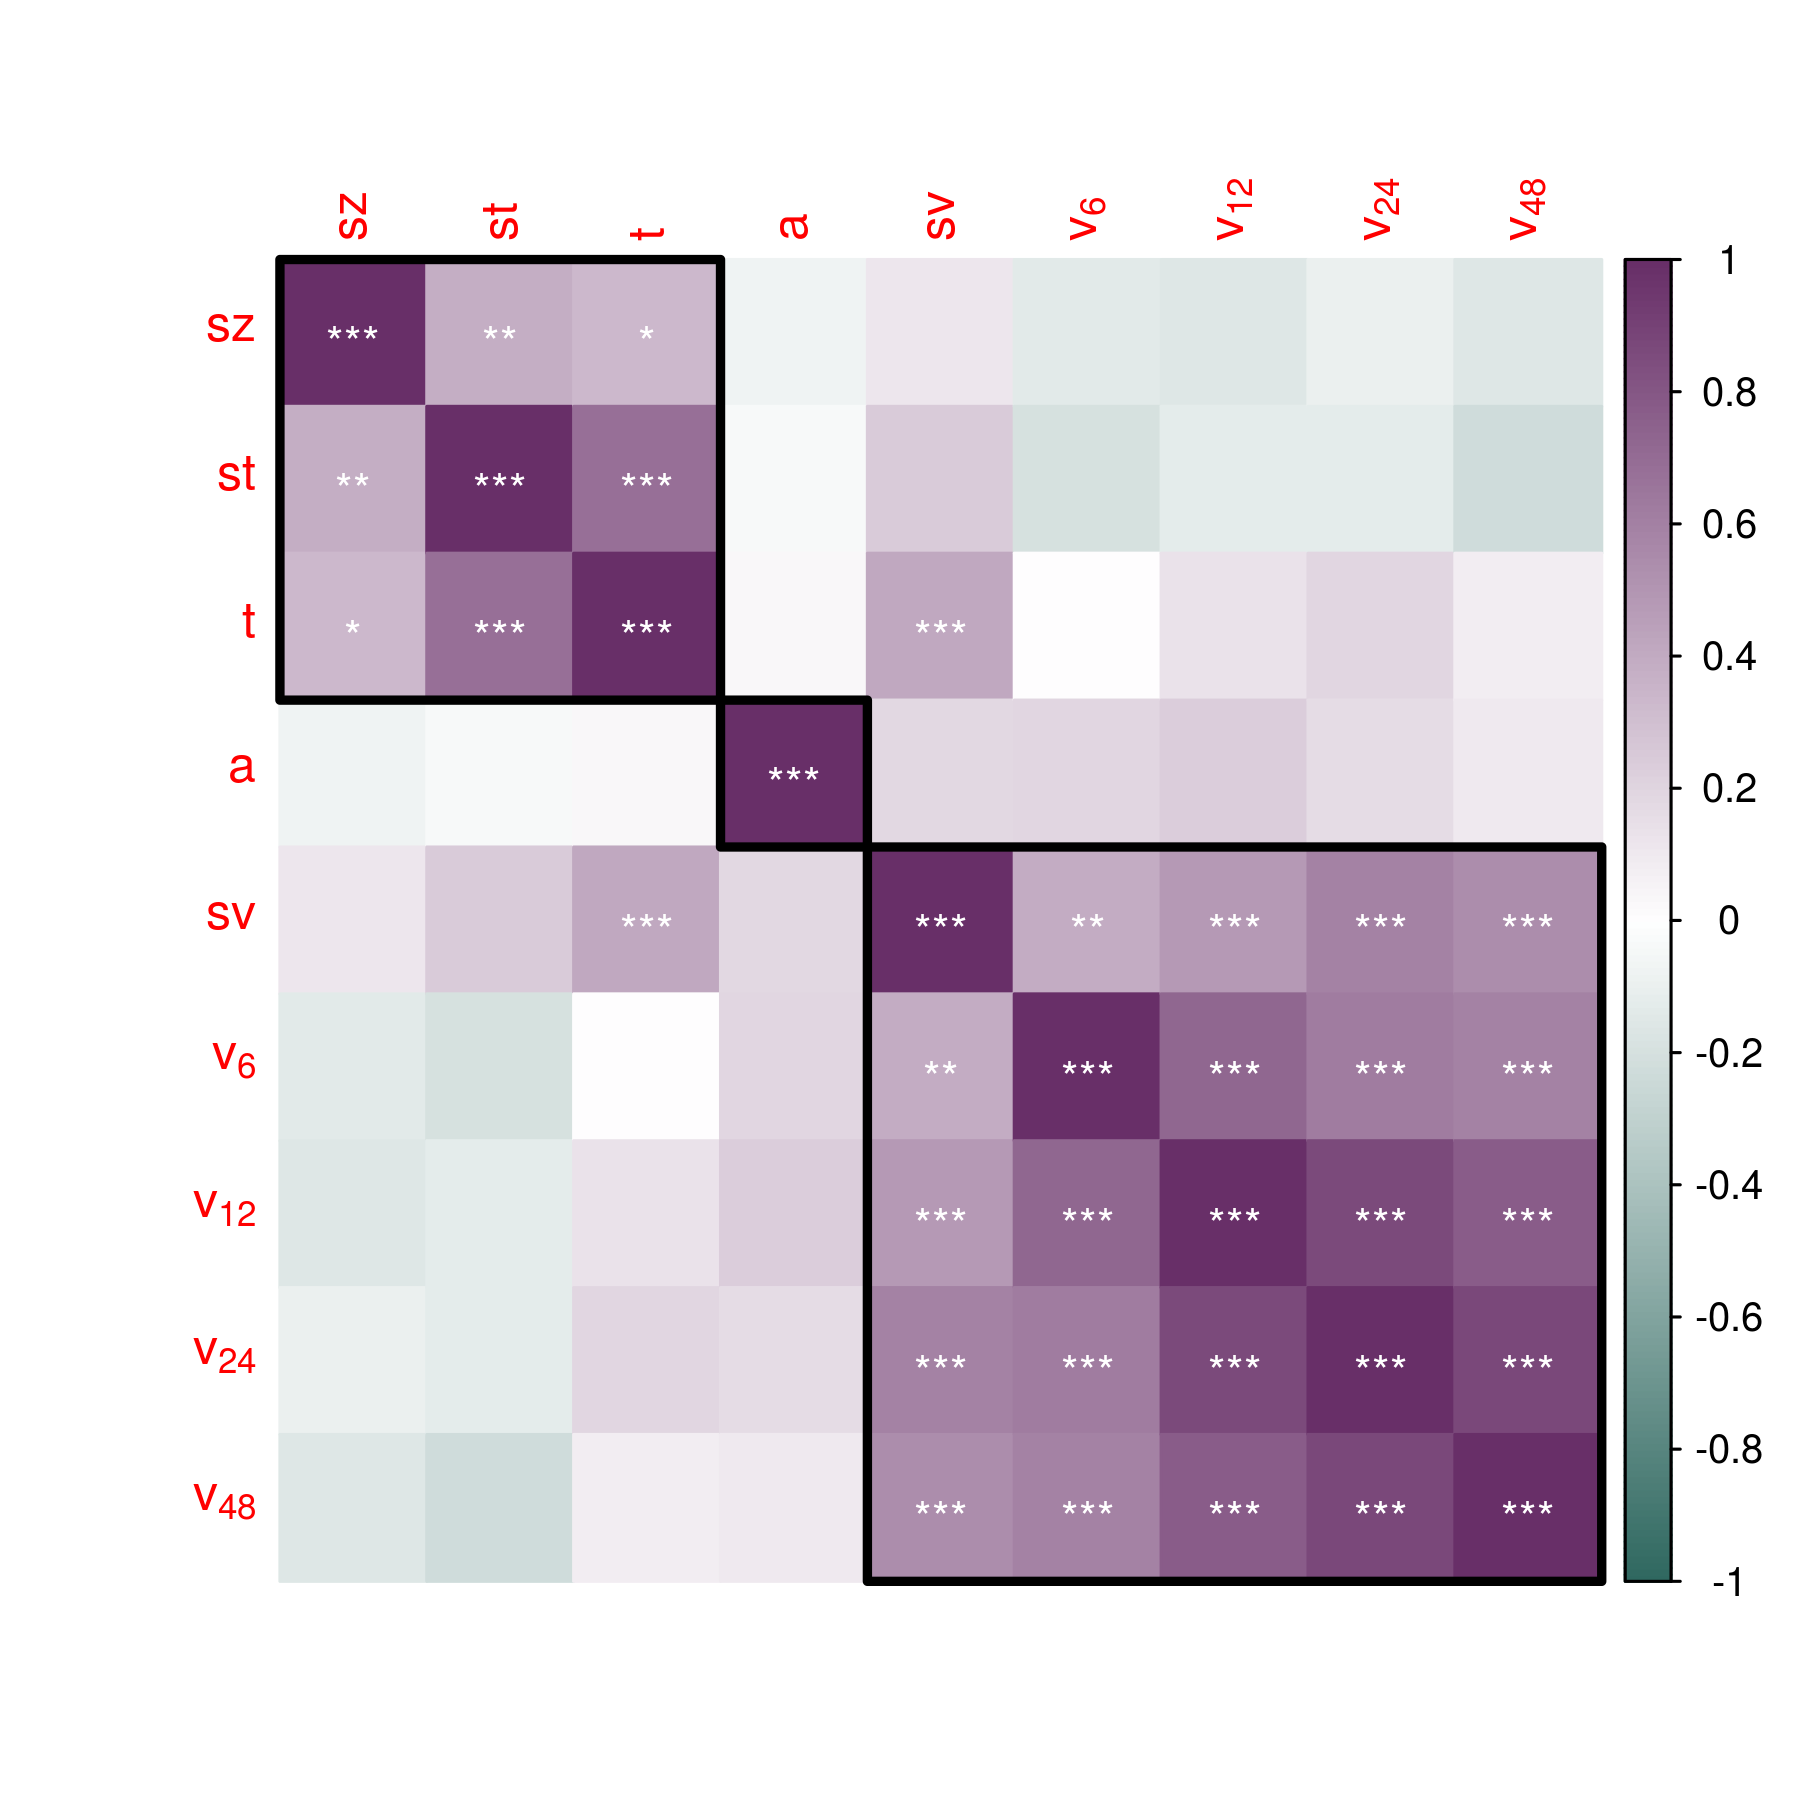 sz st t a sv v6 v12 v24 v48
sz *** ** *
st ** *** ***
t * *** *** ***
a ***
sv *** *** ** *** *** ***
v6 ** *** *** *** ***
v12 *** *** *** *** ***
v24 *** *** *** *** ***
v48 *** *** *** *** ***
1
0.8
0.6
0.4
0.2
0
-0.2
-0.4
-0.6
-0.8
-1